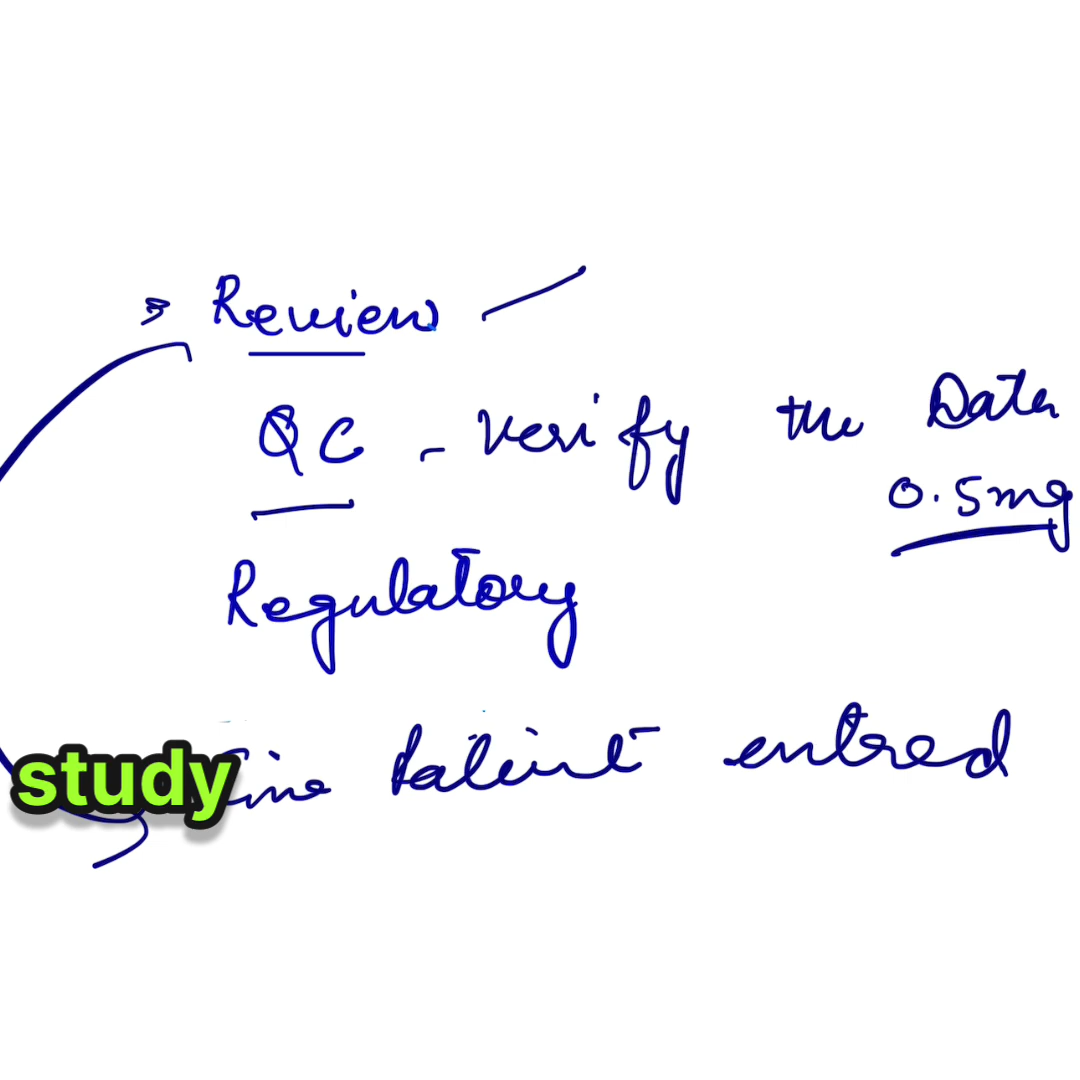 Review
QC - Verify the Data
0.5mg
Regulatory
study patient entred